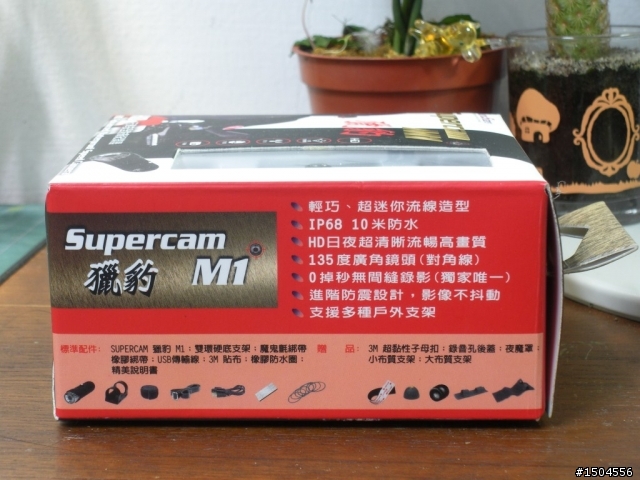 Supercam
獵豹 M1
輕巧、超迷你流線造型
IP68 10米防水
HD日夜超清晰流暢高畫質
135度廣角鏡頭(對角線)
0掉秒無間縫錄影(獨家唯一)
進階防震設計,影像不抖動
支援多種戶外支架
標準配件: SUPERCAM 獵豹 M1;雙環硬底支架;魔鬼氈綁帶
橡膠綁帶;USB傳輸線;3M 貼布;橡膠防水圈;
精美說明書
贈品: 3M 超黏性子母扣;錄音孔後蓋;夜魔罩;
小布質支架;大布質支架
#1504556